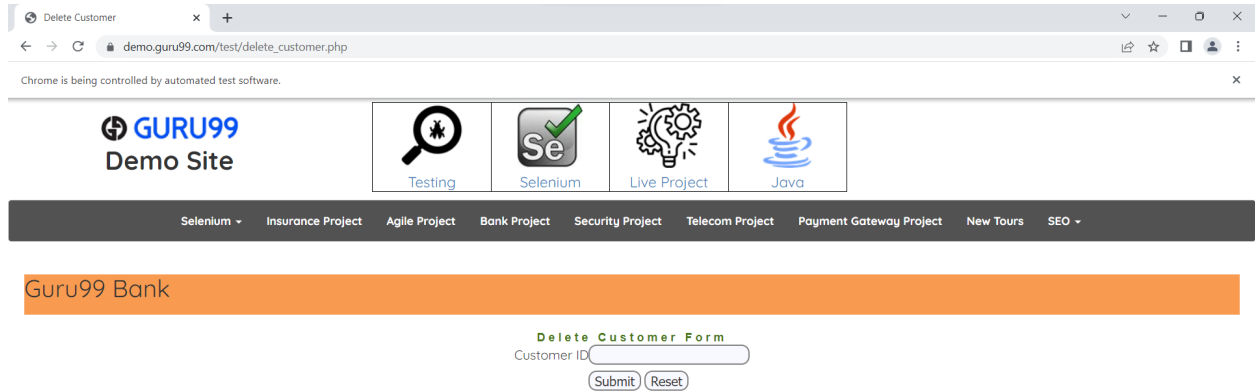 Delete Customer
demo.guru99.com/test/delete_customer.php
Chrome is being controlled by automated test software.
GURU99
Demo Site
Se
Testing Selenium Live Project Java
Selenium Insurance Project Agile Project Bank Project Security Project Telecom Project Payment Gateway Project New Tours SEO
Guru99 Bank
Delete Customer Form
Customer ID
Submit Reset